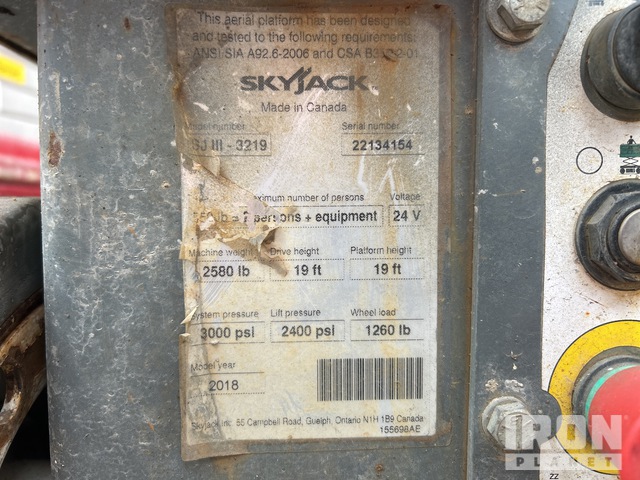 This aerial platform has been designed
and tested to the following requirements:
ANSI SIA A92.6-2006 and CSA
SKYJACK
Made in Canada
Model number Serial number
SJ III - 3219 22134154
maximum number of persons Voltage
persons + equipment 24 V
Machine weight Drive height Platform height
2580 lb 19 ft 19 ft
System pressure Lift pressure Wheel load
3000 psi 2400 psi 1260 lb
Model year
2018
Skyjack Inc. 55 Campbell Road, Guelph, Ontario N1H 1B9 Canada
155698AE
IRON
PLANET
ZZ